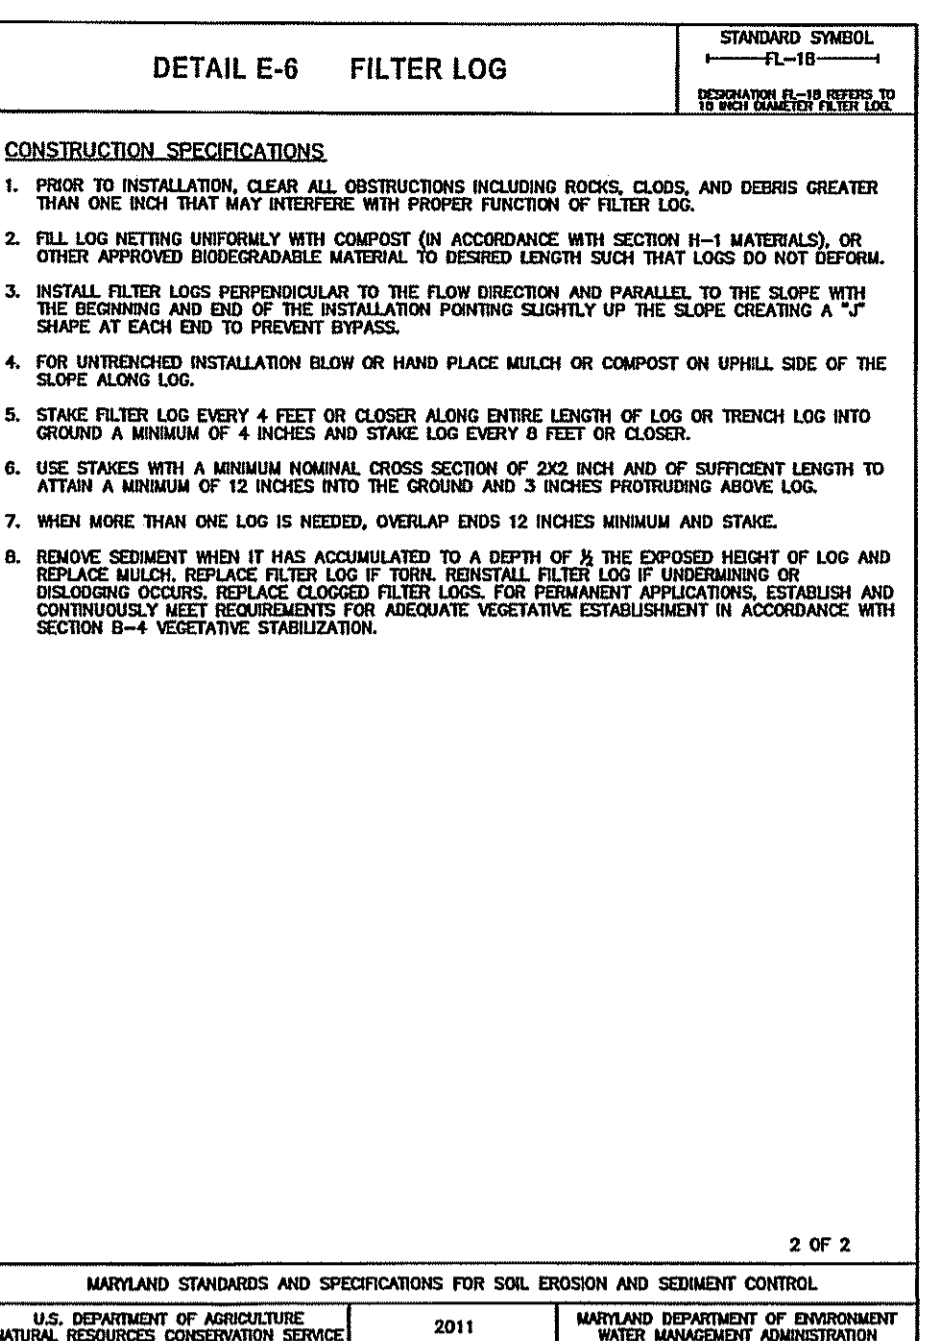 DETAIL E-6 FILTER LOG
STANDARD SYMBOL
FL-18
DESIGNATION FL-18 REFERS TO
18 INCH DIAMETER FILTER LOG.
CONSTRUCTION SPECIFICATIONS
1. PRIOR TO INSTALLATION, CLEAR ALL OBSTRUCTIONS INCLUDING ROCKS, CLODS, AND DEBRIS GREATER
THAN ONE INCH THAT MAY INTERFERE WITH PROPER FUNCTION OF FILTER LOG.
2. FILL LOG NETTING UNIFORMLY WITH COMPOST (IN ACCORDANCE WITH SECTION H-1 MATERIALS), OR
OTHER APPROVED BIODEGRADABLE MATERIAL TO DESIRED LENGTH SUCH THAT LOGS DO NOT DEFORM.
3. INSTALL FILTER LOGS PERPENDICULAR TO THE FLOW DIRECTION AND PARALLEL TO THE SLOPE WITH
THE BEGINNING AND END OF THE INSTALLATION POINTING SLIGHTLY UP THE SLOPE CREATING A "J"
SHAPE AT EACH END TO PREVENT BYPASS.
4. FOR UNTRENCHED INSTALLATION BLOW OR HAND PLACE MULCH OR COMPOST ON UPHILL SIDE OF THE
SLOPE ALONG LOG.
5. STAKE FILTER LOG EVERY 4 FEET OR CLOSER ALONG ENTIRE LENGTH OF LOG OR TRENCH LOG INTO
GROUND A MINIMUM OF 4 INCHES AND STAKE LOG EVERY 8 FEET OR CLOSER.
6. USE STAKES WITH A MINIMUM NOMINAL CROSS SECTION OF 2X2 INCH AND OF SUFFICIENT LENGTH TO
ATTAIN A MINIMUM OF 12 INCHES INTO THE GROUND AND 3 INCHES PROTRUDING ABOVE LOG.
7. WHEN MORE THAN ONE LOG IS NEEDED, OVERLAP ENDS 12 INCHES MINIMUM AND STAKE.
8. REMOVE SEDIMENT WHEN IT HAS ACCUMULATED TO A DEPTH OF ½ THE EXPOSED HEIGHT OF LOG AND
REPLACE MULCH. REPLACE FILTER LOG IF TORN. REINSTALL FILTER LOG IF UNDERMINING OR
DISLODGING OCCURS. REPLACE CLOGGED FILTER LOGS. FOR PERMANENT APPLICATIONS, ESTABLISH AND
CONTINUOUSLY MEET REQUIREMENTS FOR ADEQUATE VEGETATIVE ESTABLISHMENT IN ACCORDANCE WITH
SECTION B-4 VEGETATIVE STABILIZATION.
2 OF 2
MARYLAND STANDARDS AND SPECIFICATIONS FOR SOIL EROSION AND SEDIMENT CONTROL
U.S. DEPARTMENT OF AGRICULTURE
NATURAL RESOURCES CONSERVATION SERVICE
2011
MARYLAND DEPARTMENT OF ENVIRONMENT
WATER MANAGEMENT ADMINISTRATION